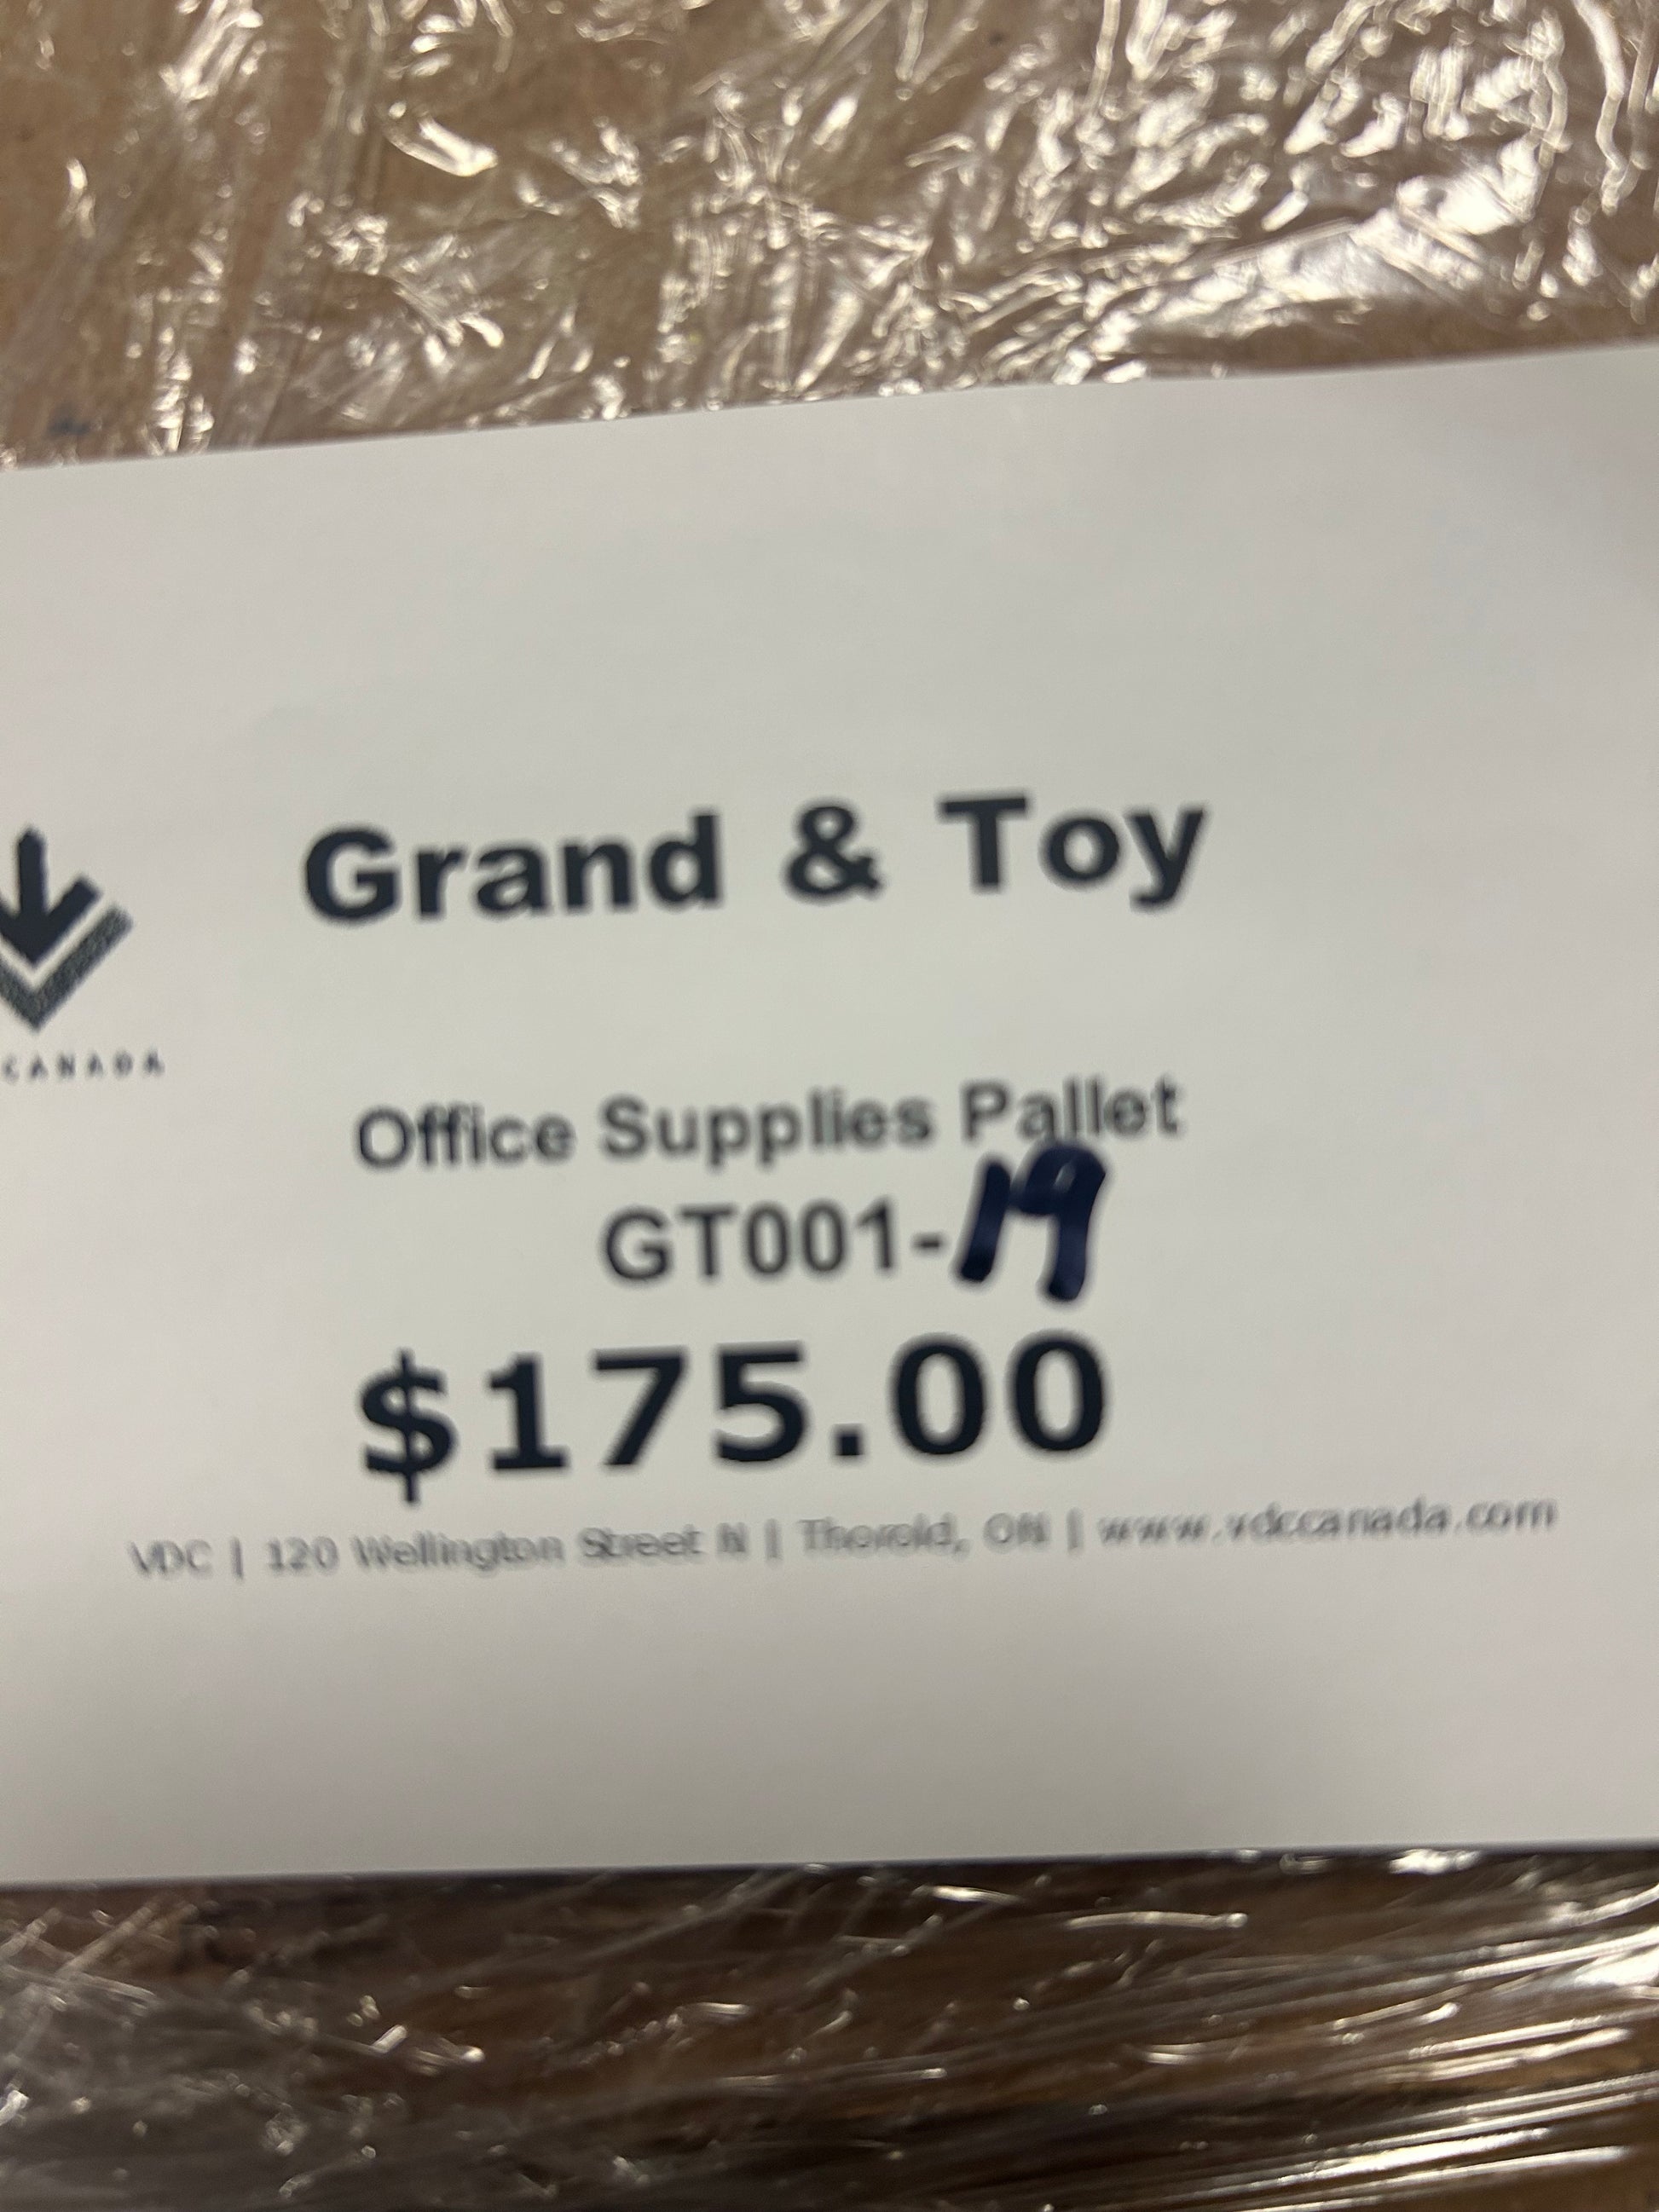 Grand & Toy
CANADA
Office Supplies Pallet
GT001-19
$175.00
VDC | 120 Wellington Street N | Thorold, ON | www.vdccanada.com